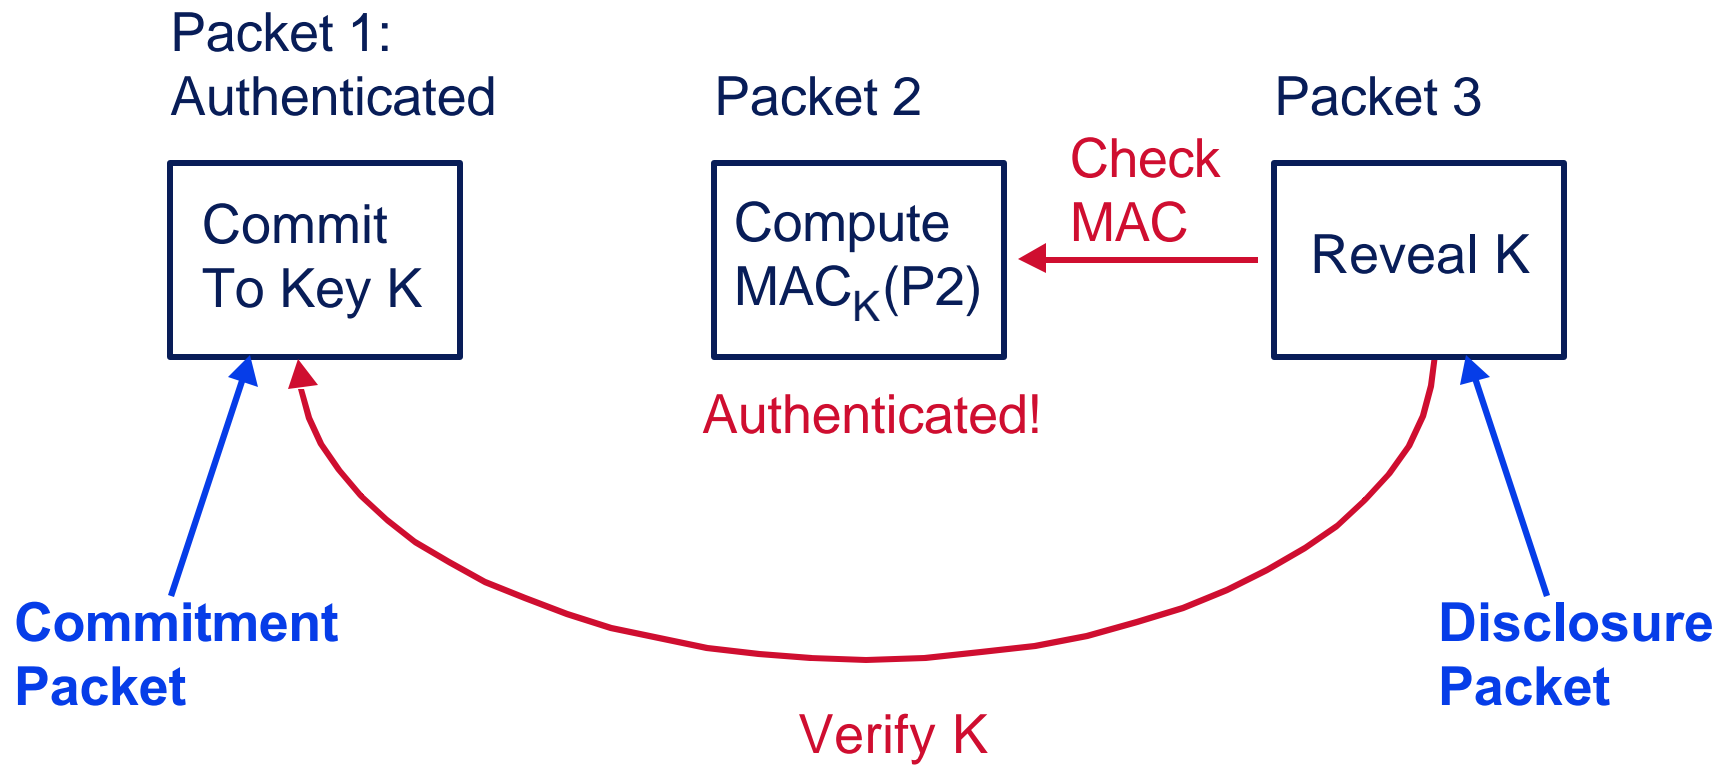 Packet 1:
Authenticated
Packet 2
Packet 3
Commit
To Key K
Compute
MAC_K(P2)
Check
MAC
Reveal K
Authenticated!
Commitment
Packet
Disclosure
Packet
Verify K